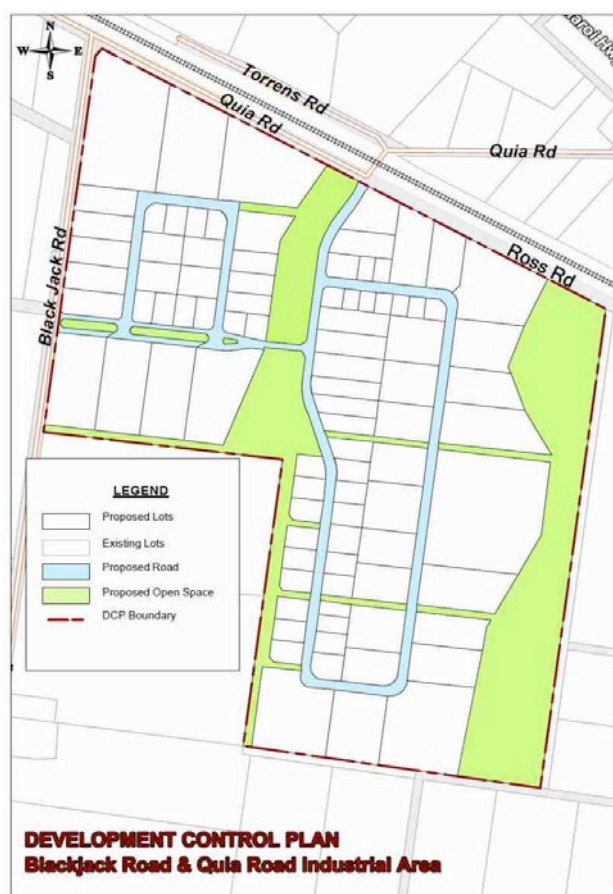 N
W E
S
Torrens Rd
Quia Rd
Quia Rd
Ross Rd
Black Jack Rd
LEGEND
Proposed Lots
Existing Lots
Proposed Road
Proposed Open Space
DCP Boundary
DEVELOPMENT CONTROL PLAN
Blackjack Road & Quia Road Industrial Area